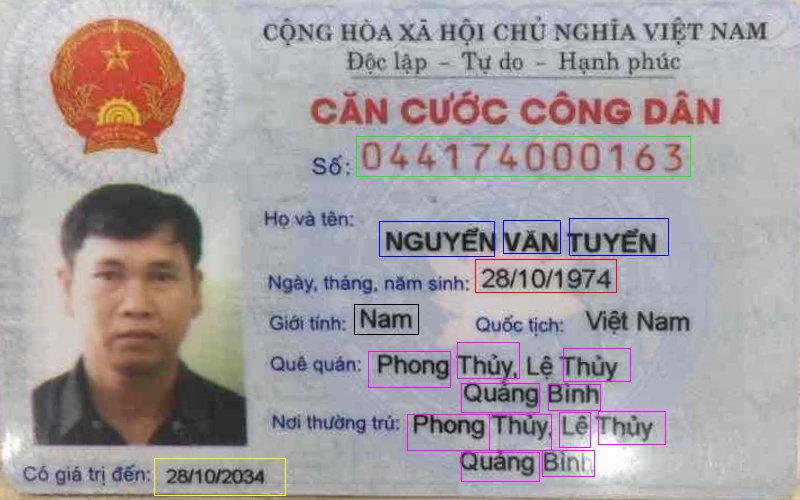 CỘNG HÒA XÃ HỘI CHỦ NGHĨA VIỆT NAM
Độc lập - Tự do - Hạnh phúc
CĂN CƯỚC CÔNG DÂN
Số: 044174000163
Họ và tên:
NGUYỂN VĂN TUYỂN
Ngày, tháng, năm sinh: 28/10/1974
Giới tính: Nam Quốc tịch: Việt Nam
Quê quán: Phong Thủy, Lệ Thủy
Quảng Bình
Nơi thường trú: Phong Thủy, Lệ Thủy
Quảng Bình
Có giá trị đến: 28/10/2034